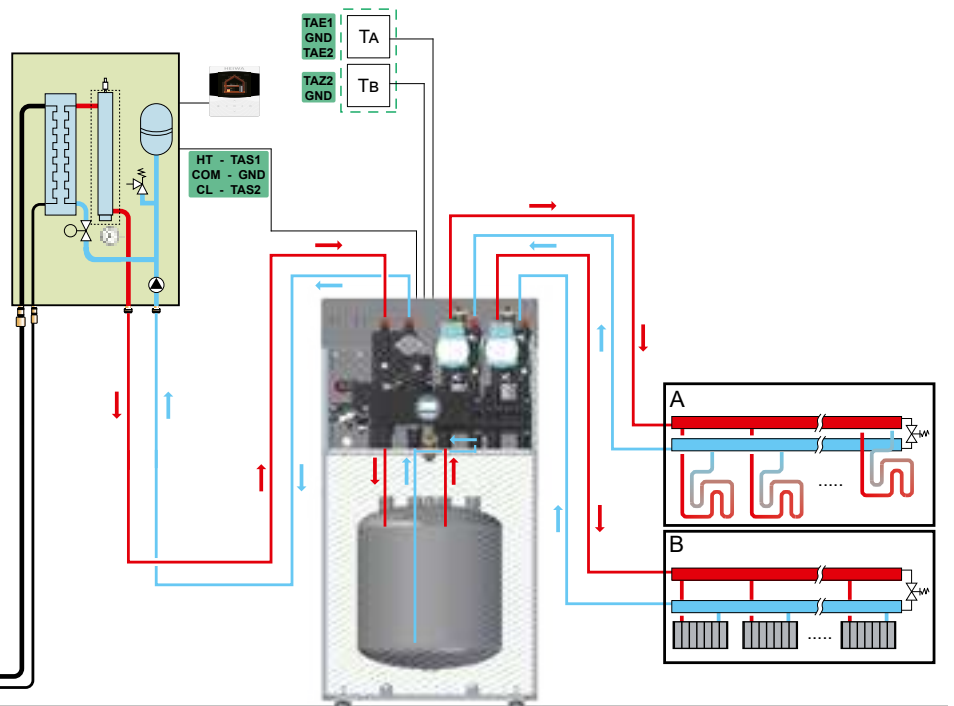 TAE1
GND
TAE2
TA
TAZ2
GND
TB
HT - TAS1
COM - GND
CL - TAS2
A
.....
B
.....